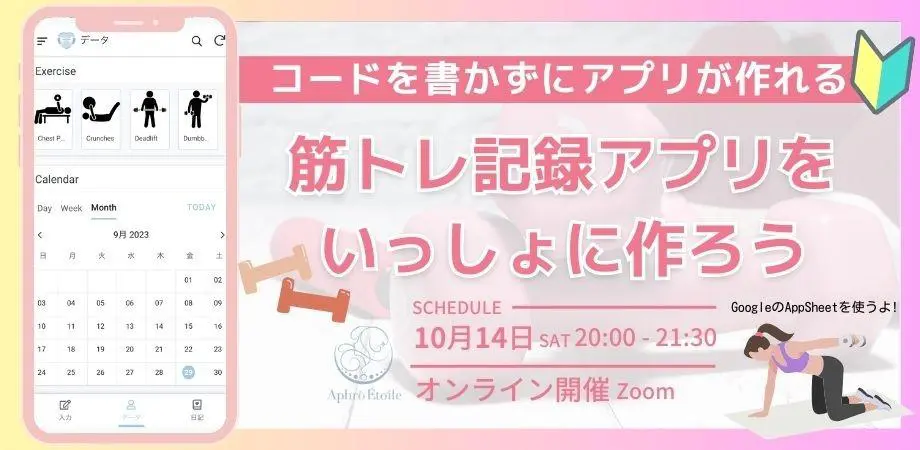 データ
Exercise
Chest P...
Crunches
Deadlift
Dumbb...
Calendar
Day Week Month TODAY
9月 2023
日 月 火 水 木 金 土
01 02
03 04 05 06 07 08 09
10 11 12 13 14 15 16
17 18 19 20 21 22 23
24 25 26 27 28 29 30
入力 データ 日記
コードを書かずにアプリが作れる
筋トレ記録アプリを
いっしょに作ろう
SCHEDULE
10月14日 SAT 20:00 - 21:30
オンライン開催 Zoom
Aphro Étoile
GoogleのAppSheetを使うよ!